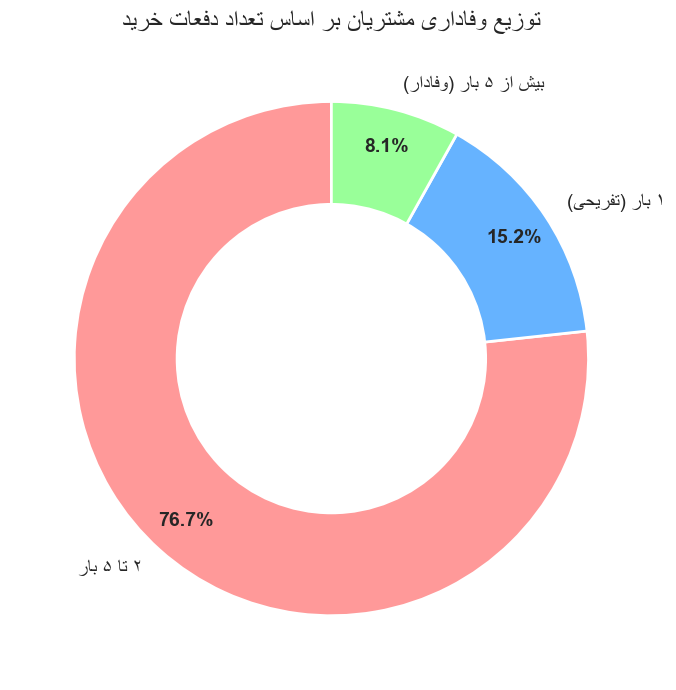 توزیع وفاداری مشتریان بر اساس تعداد دفعات خرید
بیش از ۵ بار (وفادار)
8.1%
۱ بار (تفریحی)
15.2%
76.7%
۲ تا ۵ بار